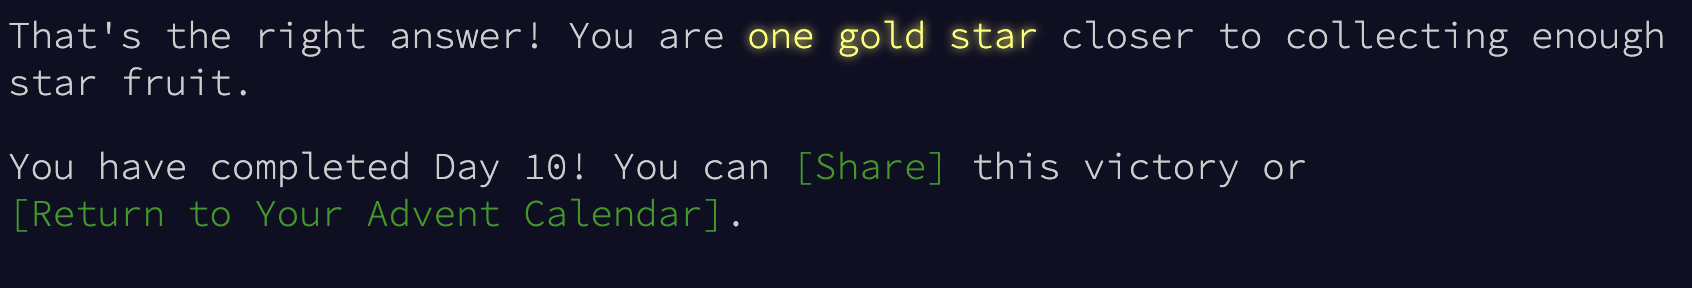 That's the right answer! You are one gold star closer to collecting enough
star fruit.
You have completed Day 10! You can [Share] this victory or
[Return to Your Advent Calendar].